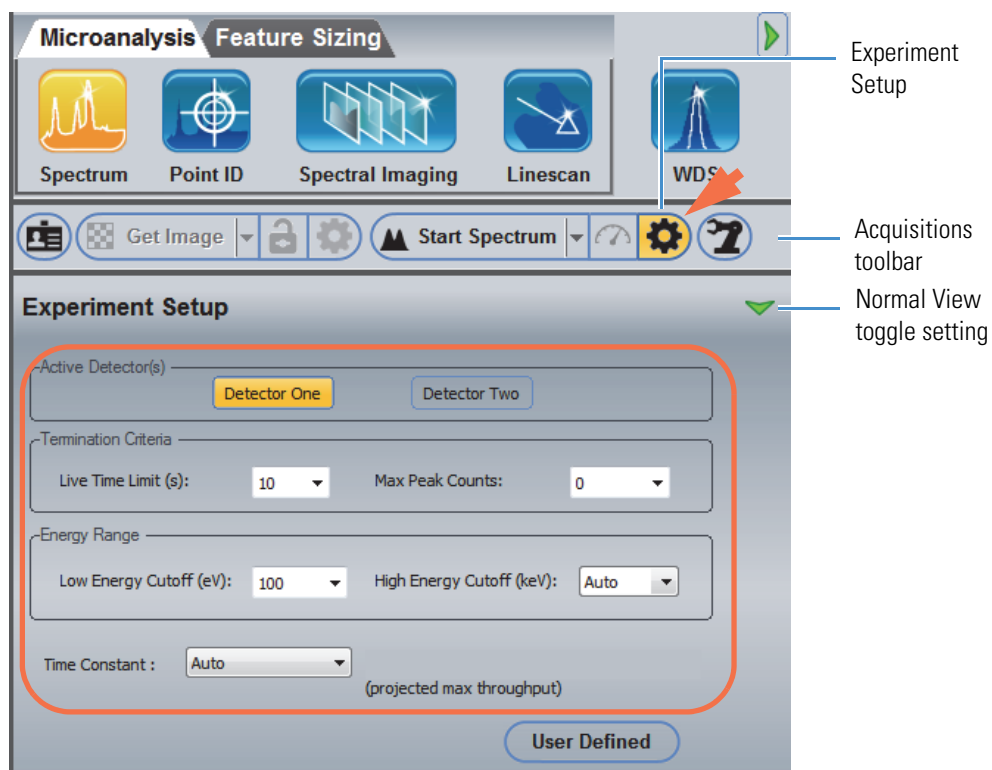 Microanalysis Feature Sizing
Experiment
Setup
Spectrum Point ID Spectral Imaging Linescan WDS
Get Image Start Spectrum
Acquisitions
toolbar
Experiment Setup
Normal View
toggle setting
Active Detector(s)
Detector One Detector Two
Termination Criteria
Live Time Limit (s): 10 Max Peak Counts: 0
Energy Range
Low Energy Cutoff (eV): 100 High Energy Cutoff (keV): Auto
Time Constant : Auto
(projected max throughput)
User Defined